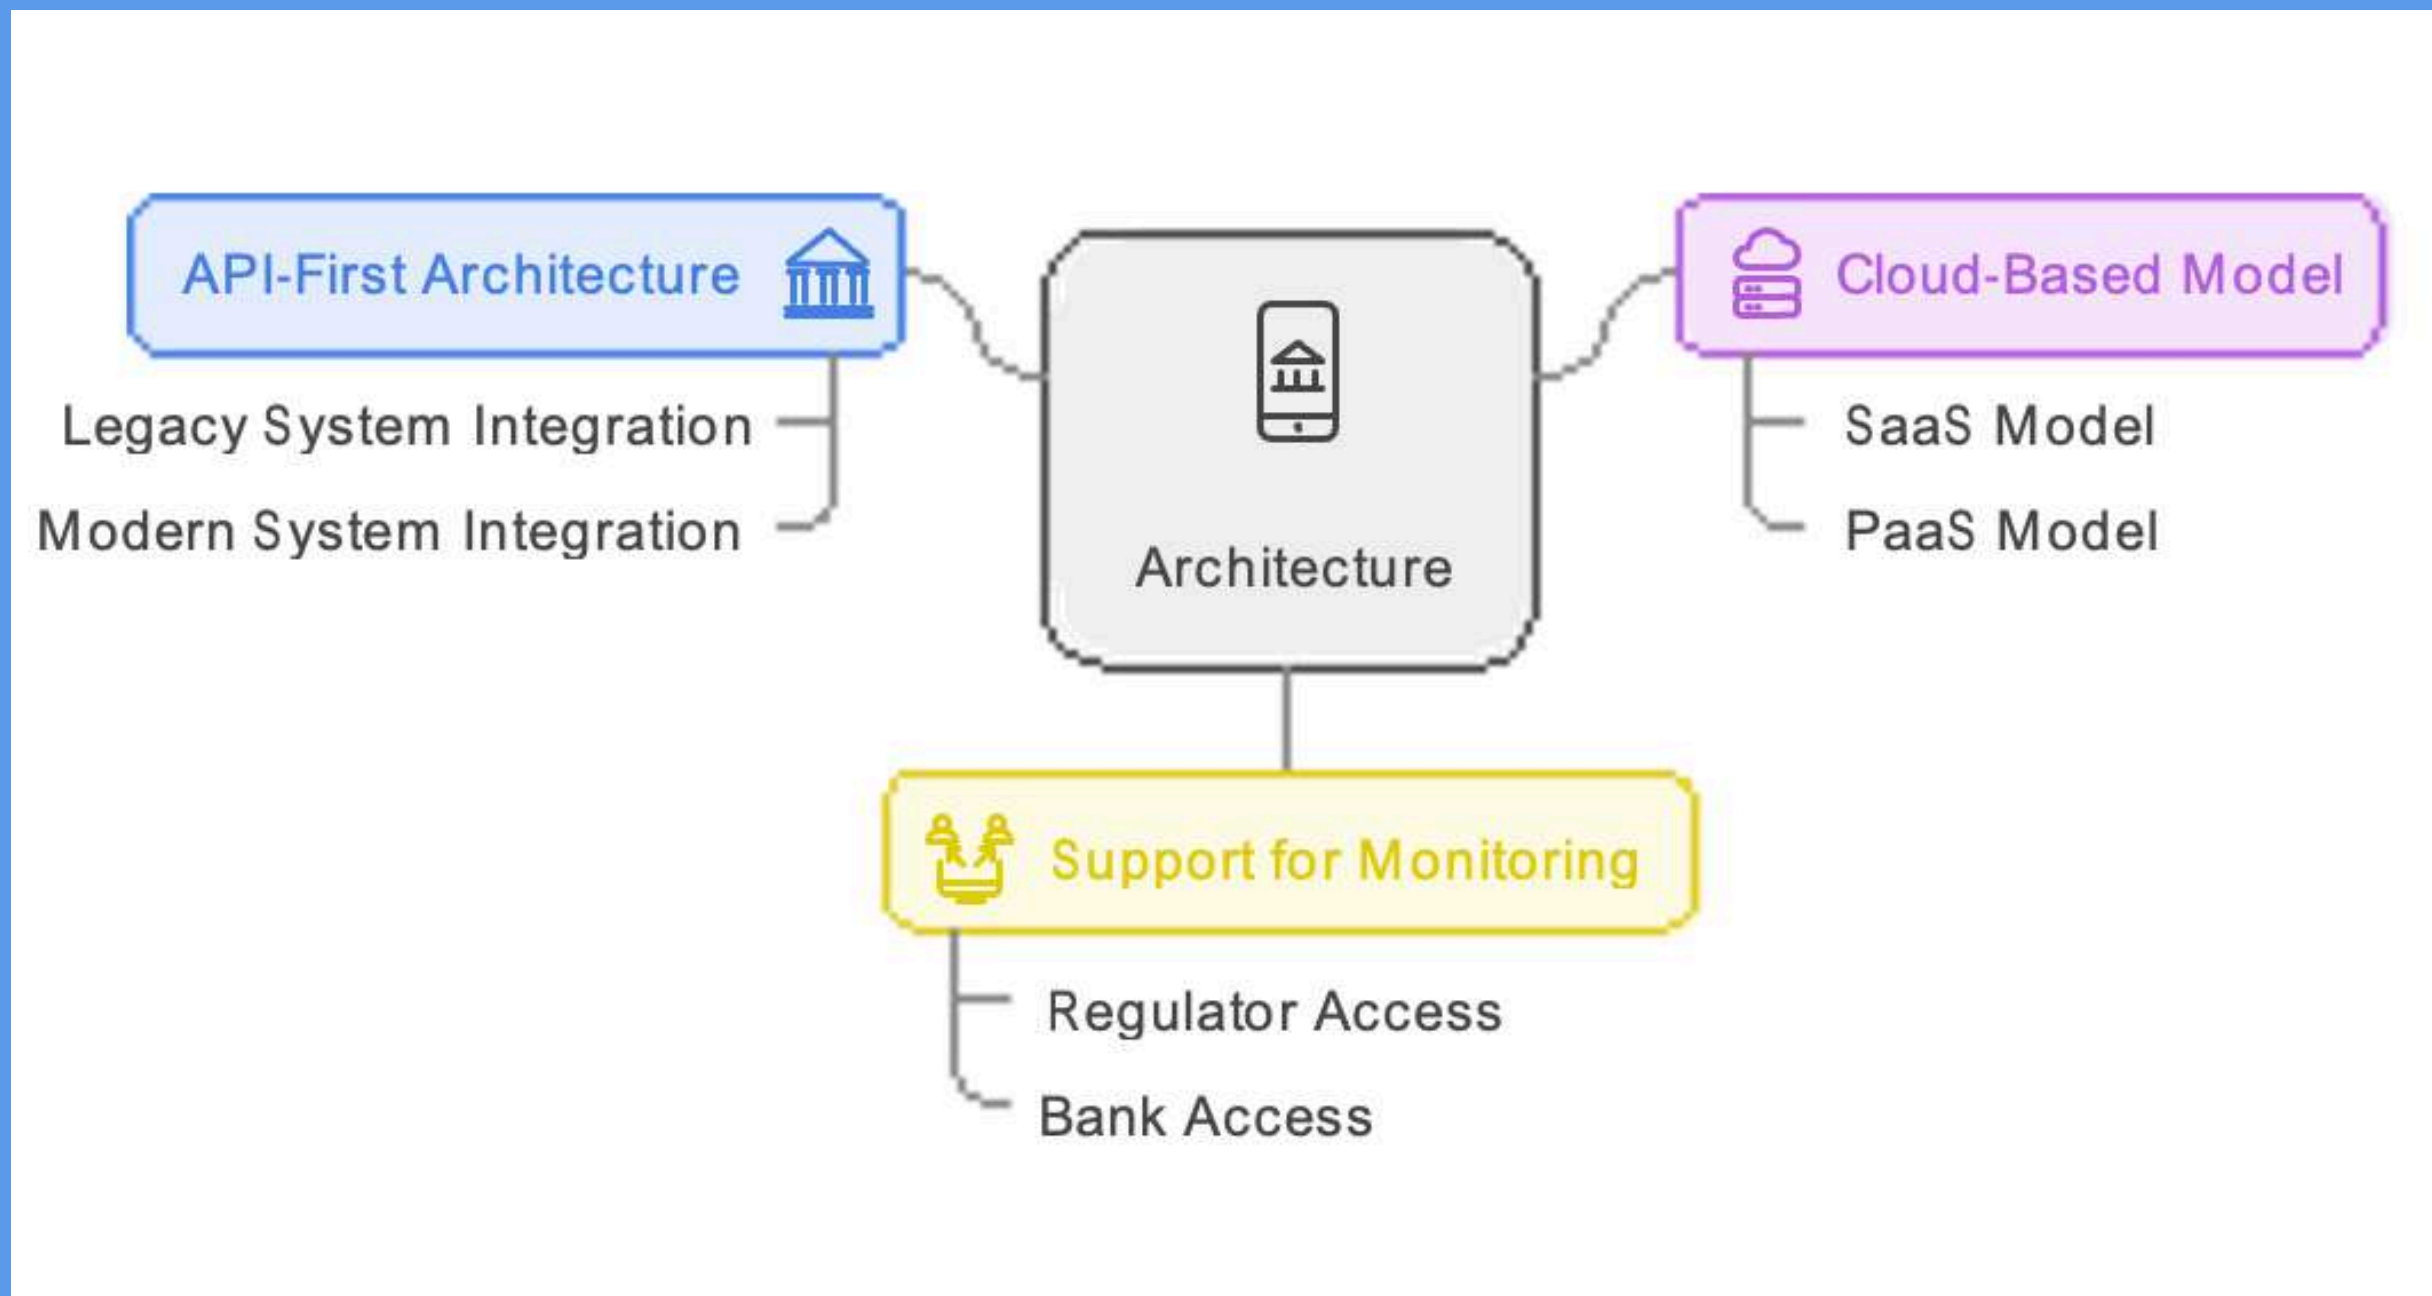 API-First Architecture
Legacy System Integration
Modern System Integration
Architecture
Cloud-Based Model
SaaS Model
PaaS Model
Support for Monitoring
Regulator Access
Bank Access